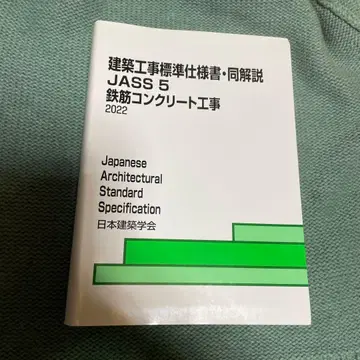 建築工事標準仕様書・同解説
JASS 5
鉄筋コンクリート工事
2022
Japanese
Architectural
Standard
Specification
日本建築学会